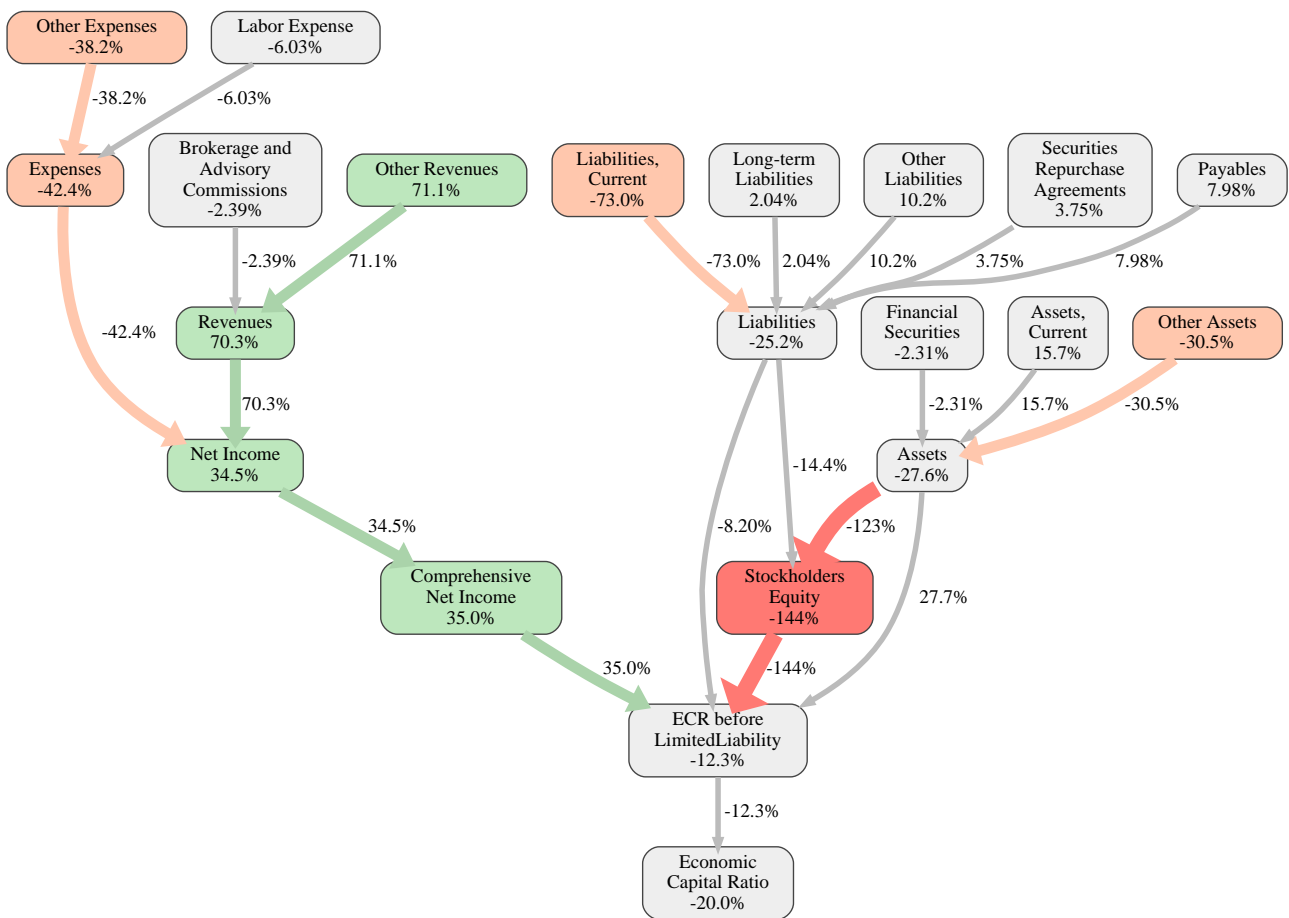 Other Expenses
-38.2%
Labor Expense
-6.03%
-38.2%
-6.03%
Expenses
-42.4%
Brokerage and
Advisory
Commissions
-2.39%
Other Revenues
71.1%
Liabilities,
Current
-73.0%
Long-term
Liabilities
2.04%
Other
Liabilities
10.2%
Securities
Repurchase
Agreements
3.75%
Payables
7.98%
-2.39%
71.1%
-73.0%
2.04%
10.2%
3.75%
7.98%
-42.4%
Revenues
70.3%
Liabilities
-25.2%
Financial
Securities
-2.31%
Assets,
Current
15.7%
Other Assets
-30.5%
70.3%
-2.31%
15.7%
-30.5%
Net Income
34.5%
-14.4%
Assets
-27.6%
34.5%
-8.20%
-123%
Comprehensive
Net Income
35.0%
Stockholders
Equity
-144%
27.7%
35.0%
-144%
ECR before
LimitedLiability
-12.3%
-12.3%
Economic
Capital Ratio
-20.0%